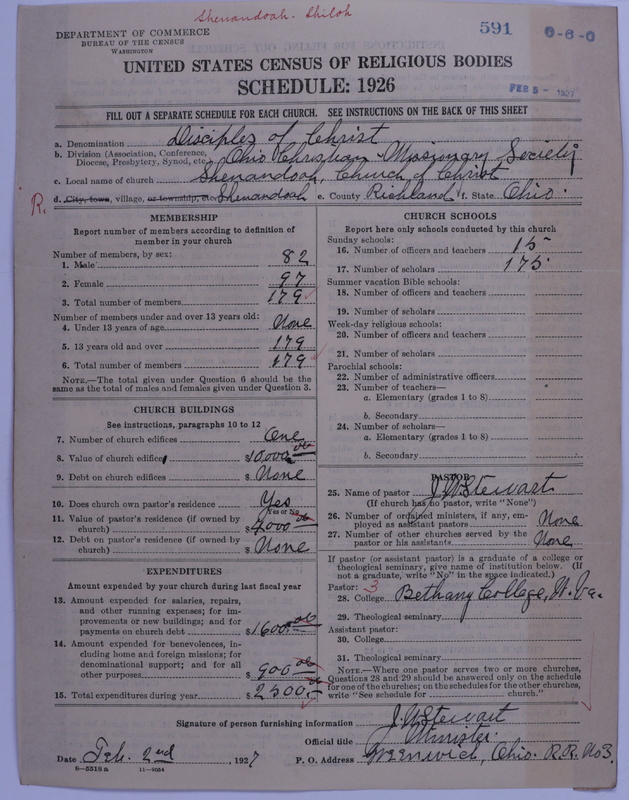 Shenandoah. Shiloh
DEPARTMENT OF COMMERCE
BUREAU OF THE CENSUS
WASHINGTON
591
0-6-0
UNITED STATES CENSUS OF RELIGIOUS BODIES
SCHEDULE: 1926
FEB 5 - 1927
FILL OUT A SEPARATE SCHEDULE FOR EACH CHURCH. SEE INSTRUCTIONS ON THE BACK OF THIS SHEET
a. Denomination Disciples of Christ
b. Division (Association, Conference, Diocese, Presbytery, Synod, etc.) Ohio Christian Missionary Society
c. Local name of church Shenandoah, Church of Christ
R. d. City, town, village, or township, etc. Shenandoah e. County Richland f. State Ohio.
MEMBERSHIP
Report number of members according to definition of
member in your church
Number of members, by sex:
1. Male 82
2. Female 97
3. Total number of members 179
Number of members under and over 13 years old:
4. Under 13 years of age None
5. 13 years old and over 179
6. Total number of members 179
NOTE.—The total given under Question 6 should be the
same as the total of males and females given under Question 3.
CHURCH BUILDINGS
See instructions, paragraphs 10 to 12
7. Number of church edifices One
8. Value of church edifice $10,000.00
9. Debt on church edifices $ None
10. Does church own pastor's residence Yes
(Yes or No)
11. Value of pastor's residence (if owned by
church) $ 2000.00
12. Debt on pastor's residence (if owned by
church) $ None
EXPENDITURES
Amount expended by your church during last fiscal year
13. Amount expended for salaries, repairs,
and other running expenses; for im-
provements or new buildings; and for
payments on church debt $1600.00
14. Amount expended for benevolences, in-
cluding home and foreign missions; for
denominational support; and for all
other purposes $ 900.00
15. Total expenditures during year $ 2500.
CHURCH SCHOOLS
Report here only schools conducted by this church
Sunday schools:
16. Number of officers and teachers 15
17. Number of scholars 175
Summer vacation Bible schools:
18. Number of officers and teachers
19. Number of scholars
Week-day religious schools:
20. Number of officers and teachers
21. Number of scholars
Parochial schools:
22. Number of administrative officers
23. Number of teachers—
a. Elementary (grades 1 to 8)
b. Secondary
24. Number of scholars—
a. Elementary (grades 1 to 8)
b. Secondary
PASTOR
25. Name of pastor J. W. Stewart.
(If church has no pastor, write "None")
26. Number of ordained ministers, if any, em-
ployed as assistant pastors None
27. Number of other churches served by the
pastor or his assistants None
If pastor (or assistant pastor) is a graduate of a college or
theological seminary, give name of institution below. (If
not a graduate, write "No" in the space indicated.)
Pastor: 3
28. College Bethany College, W. Va.
29. Theological seminary
Assistant pastor:
30. College
31. Theological seminary
NOTE.—Where one pastor serves two or more churches,
Questions 28 and 29 should be answered only on the schedule
for one of the churches; on the schedules for the other churches,
write "See schedule for church."
Signature of person furnishing information J. W. Stewart
Official title Minister.
Date Feb. 2nd, 1927 P. O. Address Greenwich, Ohio. R.R. No 3.
8—5518 a 11—9054